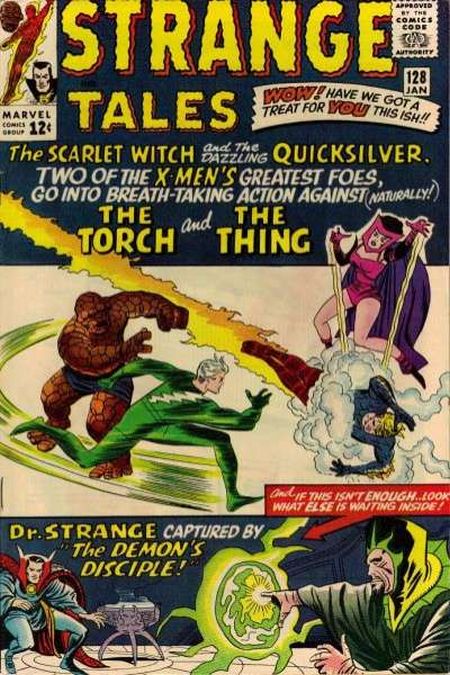 APPROVED
BY THE
COMICS
CODE
AUTHORITY
STRANGE
TALES
MARVEL
COMICS
GROUP
12¢
128
JAN
WOW! HAVE WE GOT A
TREAT FOR YOU THIS ISH!!
THE SCARLET WITCH and THE DAZZLING QUICKSILVER.
TWO OF THE X-MEN'S GREATEST FOES,
GO INTO BREATH-TAKING ACTION AGAINST (NATURALLY!)
THE TORCH and THE THING
And IF THIS ISN'T ENOUGH..LOOK
WHAT ELSE IS WAITING INSIDE!
DR. STRANGE CAPTURED BY
"The DEMON'S
DISCIPLE!"